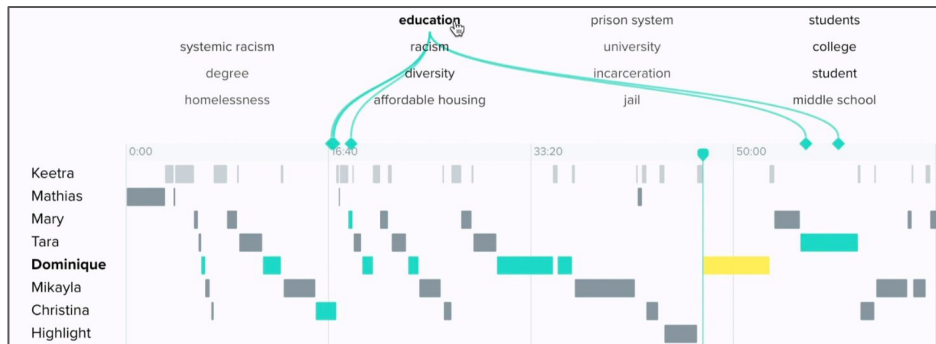 education prison system students
systemic racism racism university college
degree diversity incarceration student
homelessness affordable housing jail middle school
0:00 16:40 33:20 50:00
Keetra
Mathias
Mary
Tara
Dominique
Mikayla
Christina
Highlight